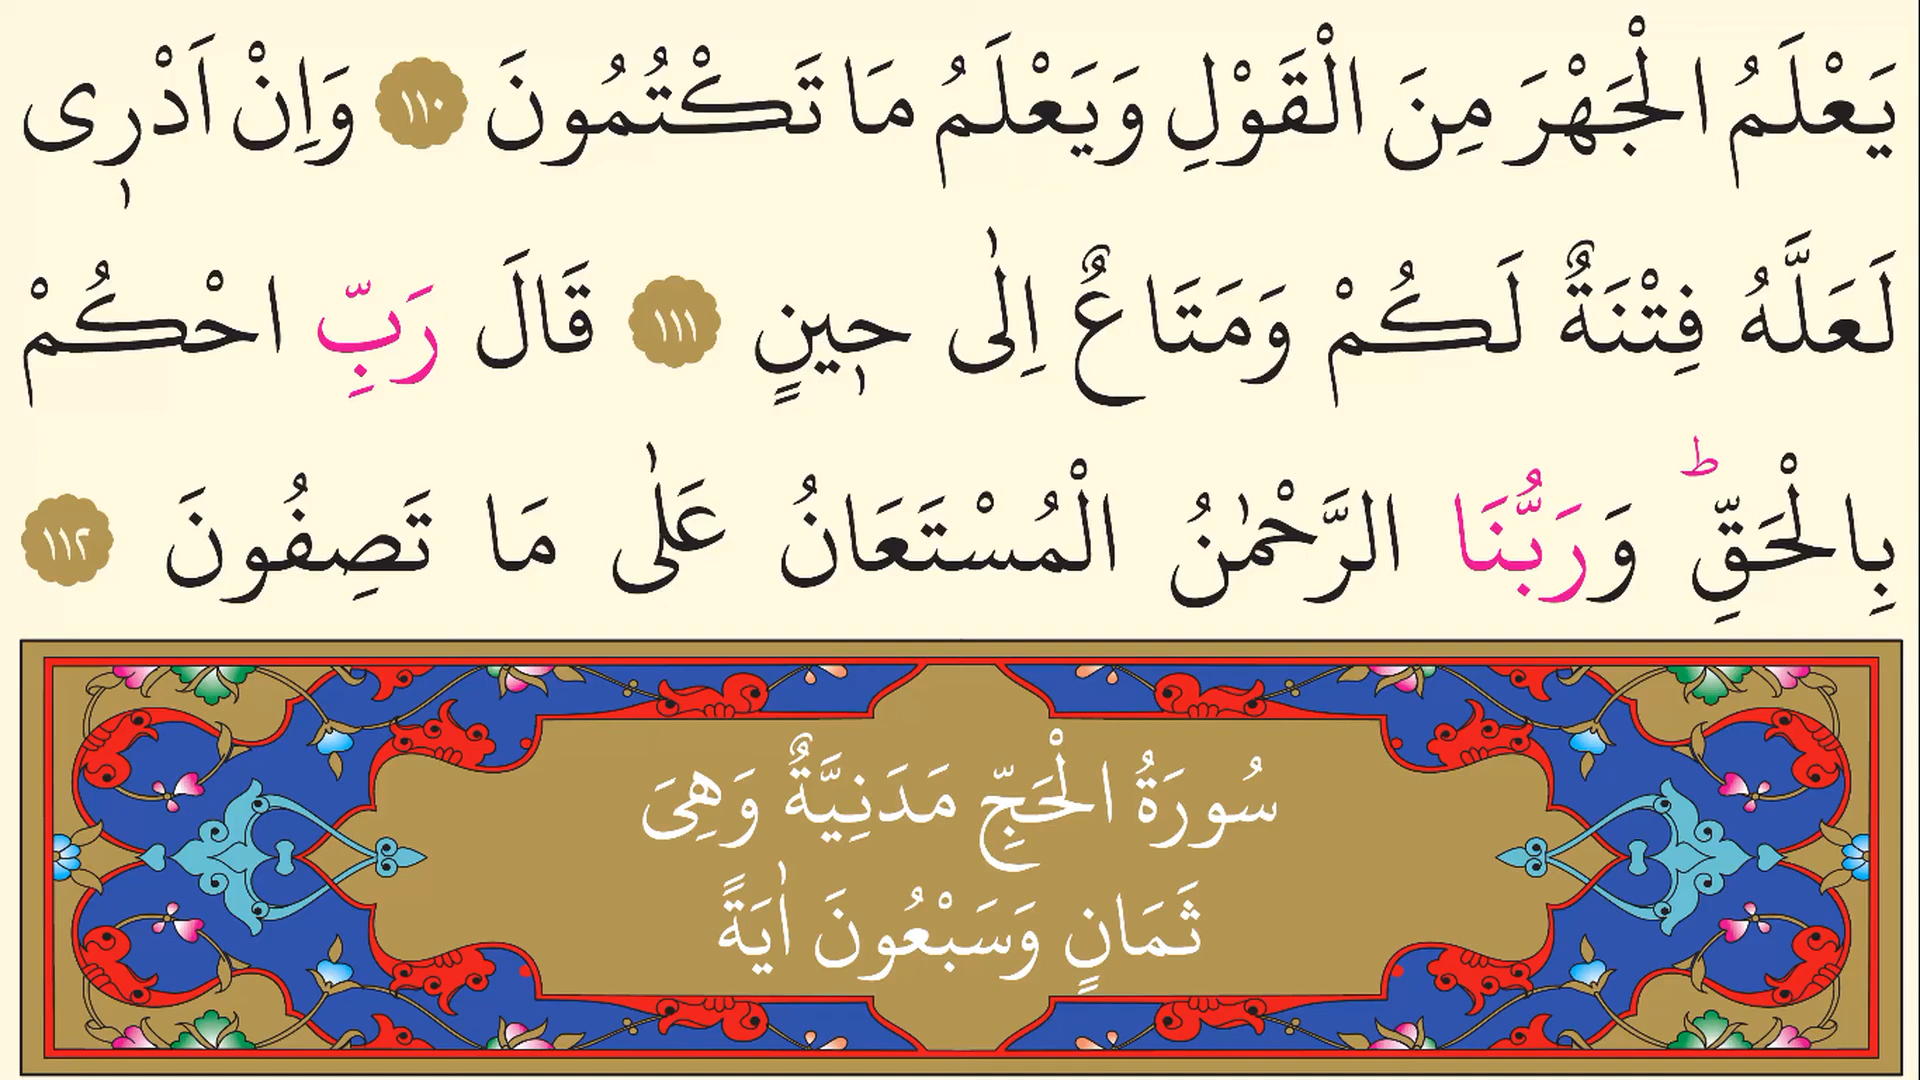 يَعْلَمُ الْجَهْرَ مِنَ الْقَوْلِ وَيَعْلَمُ مَا تَكْتُمُونَ ١١٠ وَاِنْ اَدْرٖى
لَعَلَّهُ فِتْنَةٌ لَكُمْ وَمَتَاعٌ اِلٰى حٖينٍ ١١١ قَالَ رَبِّ احْكُمْ
بِالْحَقِّؕ وَرَبُّنَا الرَّحْمٰنُ الْمُسْتَعَانُ عَلٰى مَا تَصِفُونَ ١١٢
سُورَةُ الْحَجِّ مَدَنِيَّةٌ وَهِىَ
ثَمَانٍ وَسَبْعُونَ اٰيَةً